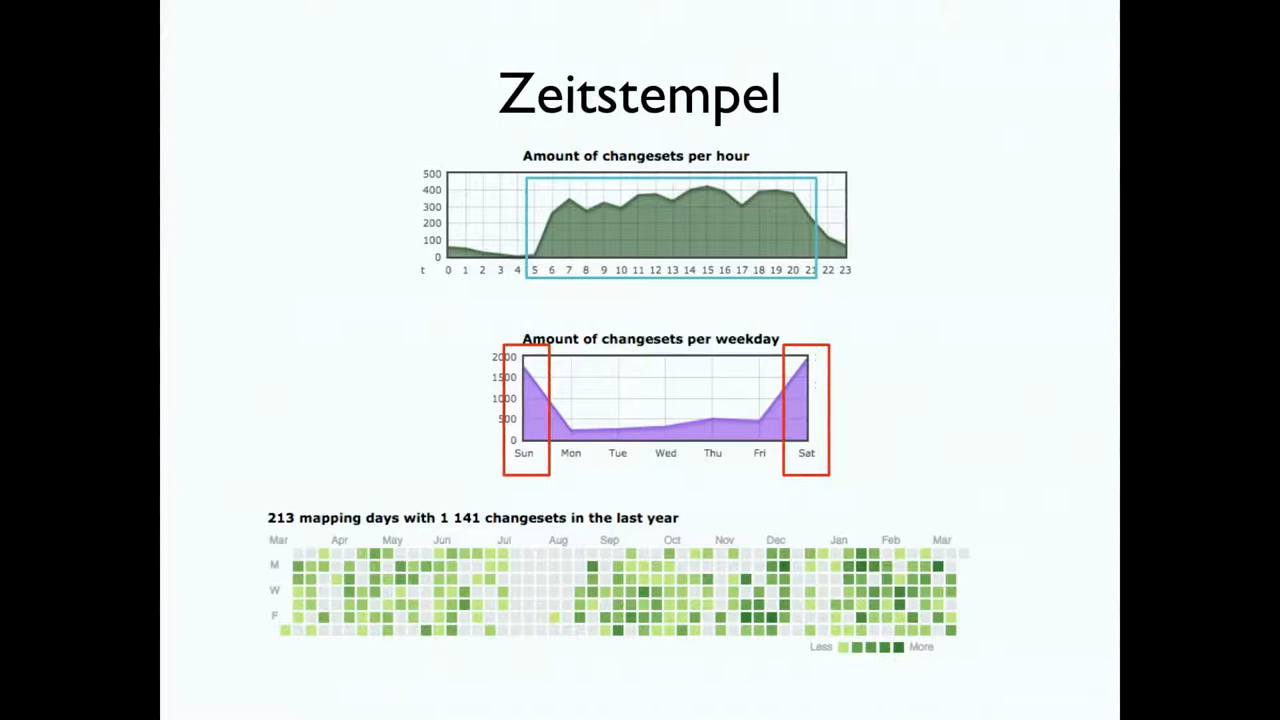 Zeitstempel
Amount of changesets per hour
500
400
300
200
100
0
t 0 1 2 3 4 5 6 7 8 9 10 11 12 13 14 15 16 17 18 19 20 21 22 23
Amount of changesets per weekday
2000
1500
1000
500
0
Sun Mon Tue Wed Thu Fri Sat
213 mapping days with 1 141 changesets in the last year
Mar Apr May Jun Jul Aug Sep Oct Nov Dec Jan Feb Mar
M
W
F
Less More